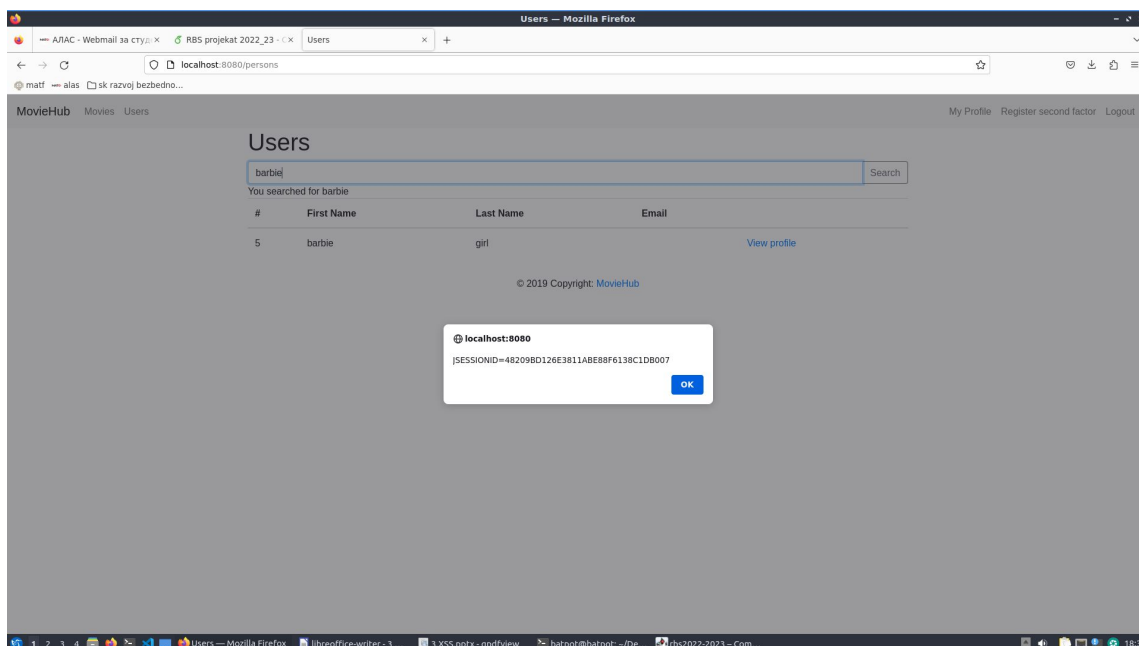 Users — Mozilla Firefox
АЛАС - Webmail за студ
RBS projekat 2022_23 -
Users
localhost:8080/persons
matf alas sk razvoj bezbedno...
MovieHub Movies Users My Profile Register second factor Logout
Users
barbie Search
You searched for barbie
# First Name Last Name Email
5 barbie girl View profile
© 2019 Copyright: MovieHub
localhost:8080
JSESSIONID=48209BD126E3811ABE88F6138C1DB007
OK
1 2 3 4 Users — Mozilla Firefox libreoffice-writer - 3 3 XSS.pptx - qpdfview batpot@batpot: ~/De rbs2022-2023 – Com